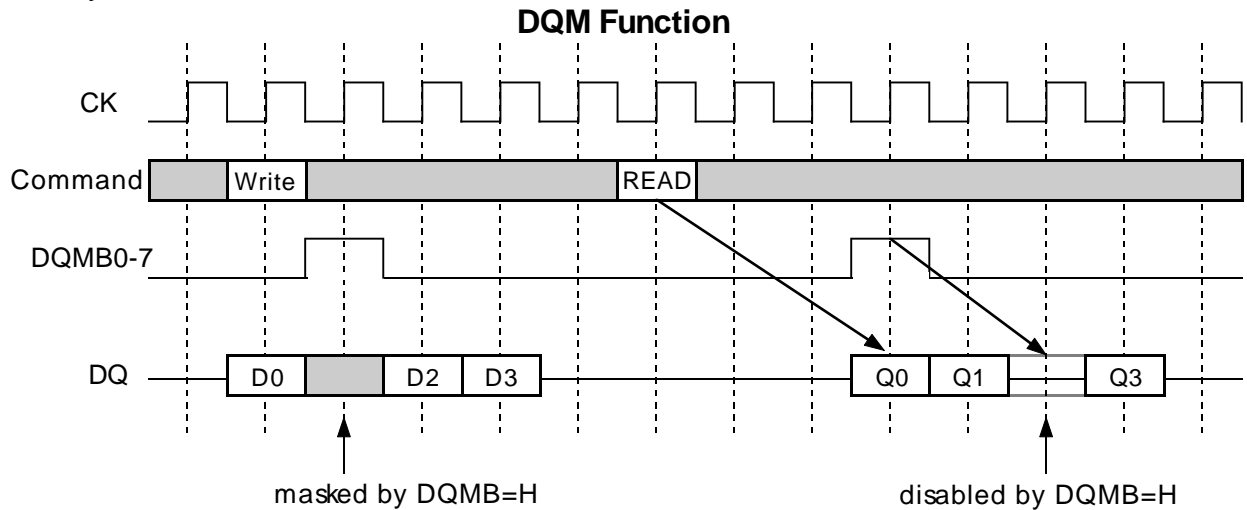 DQM Function
CK
Command Write READ
DQMB0-7
DQ D0 D2 D3 Q0 Q1 Q3
masked by DQMB=H disabled by DQMB=H